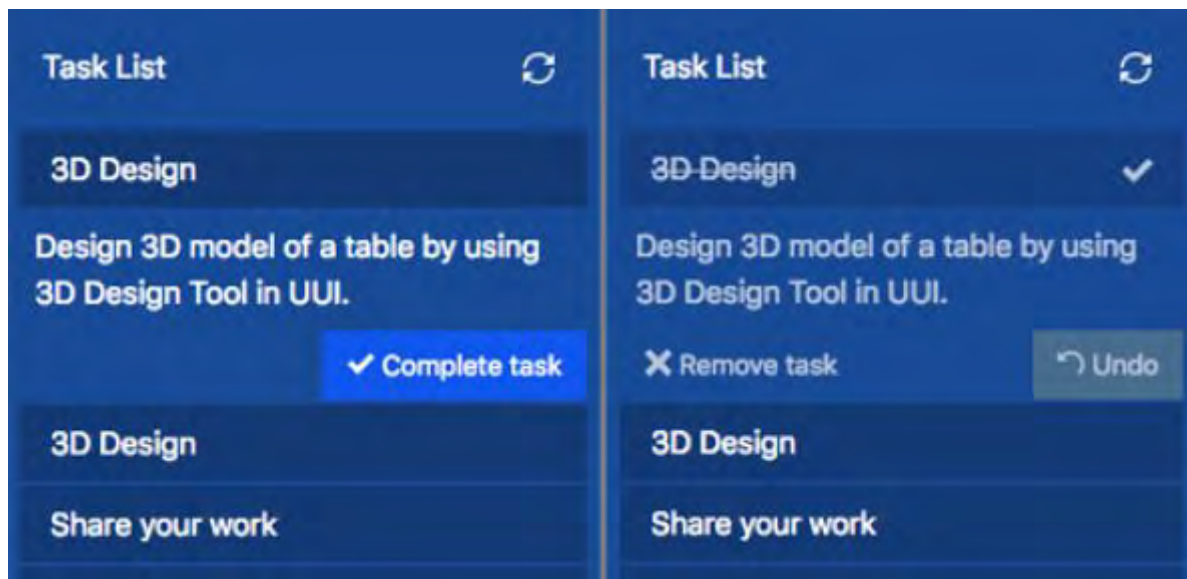 Task List
3D Design
Design 3D model of a table by using
3D Design Tool in UUI.
Complete task
3D Design
Share your work
Task List
3D Design
Design 3D model of a table by using
3D Design Tool in UUI.
Remove task Undo
3D Design
Share your work